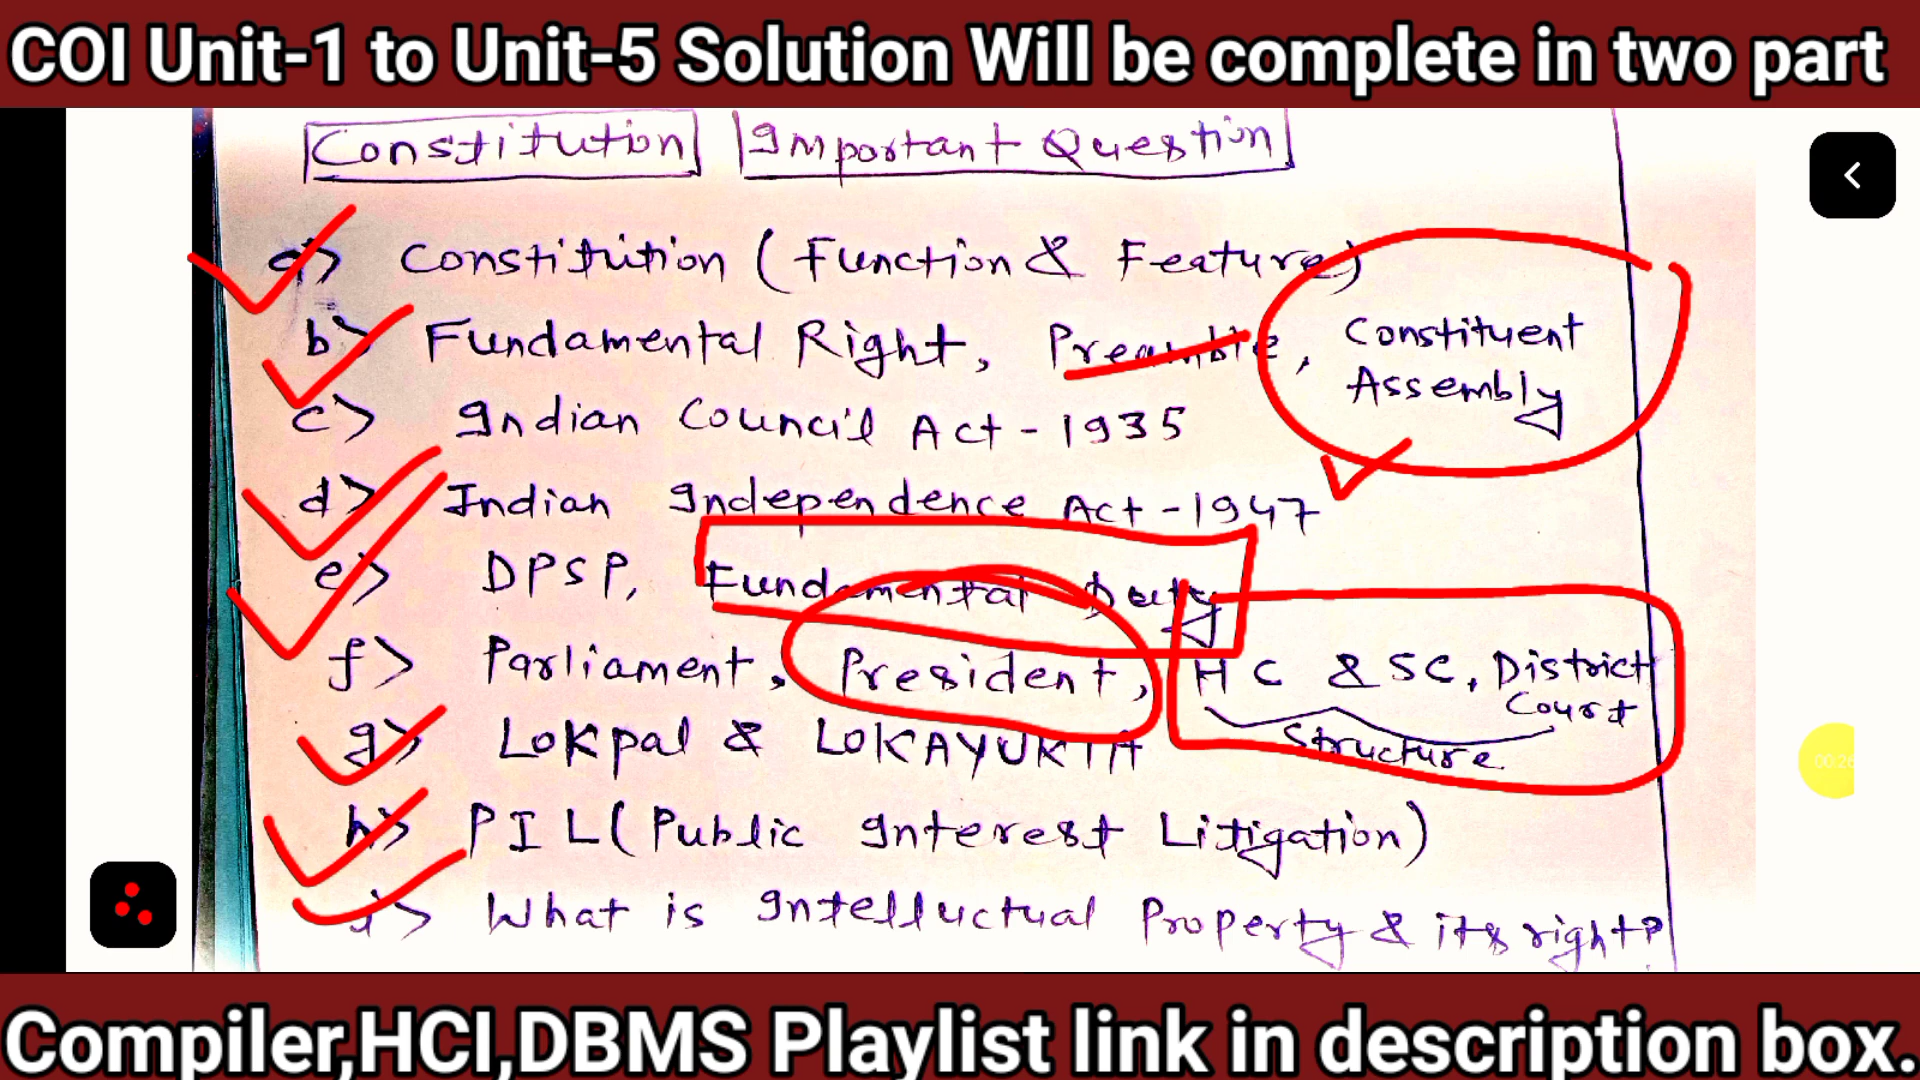 COI Unit-1 to Unit-5 Solution Will be complete in two part
Constitution Important Question
a> Constitution (Function & Feature)
b> Fundamental Right, Preamble, Constituent Assembly
c> Indian Council Act-1935
d> Indian Independence Act-1947
e> DPSP, Fundamental Duty
f> Parliament, President, HC & SC, District Court
Structure
g> Lokpal & LOKAYUKTA
h> PIL(Public Interest Litigation)
i> What is Intelluctual Property & its right?
00:26
Compiler,HCI,DBMS Playlist link in description box.